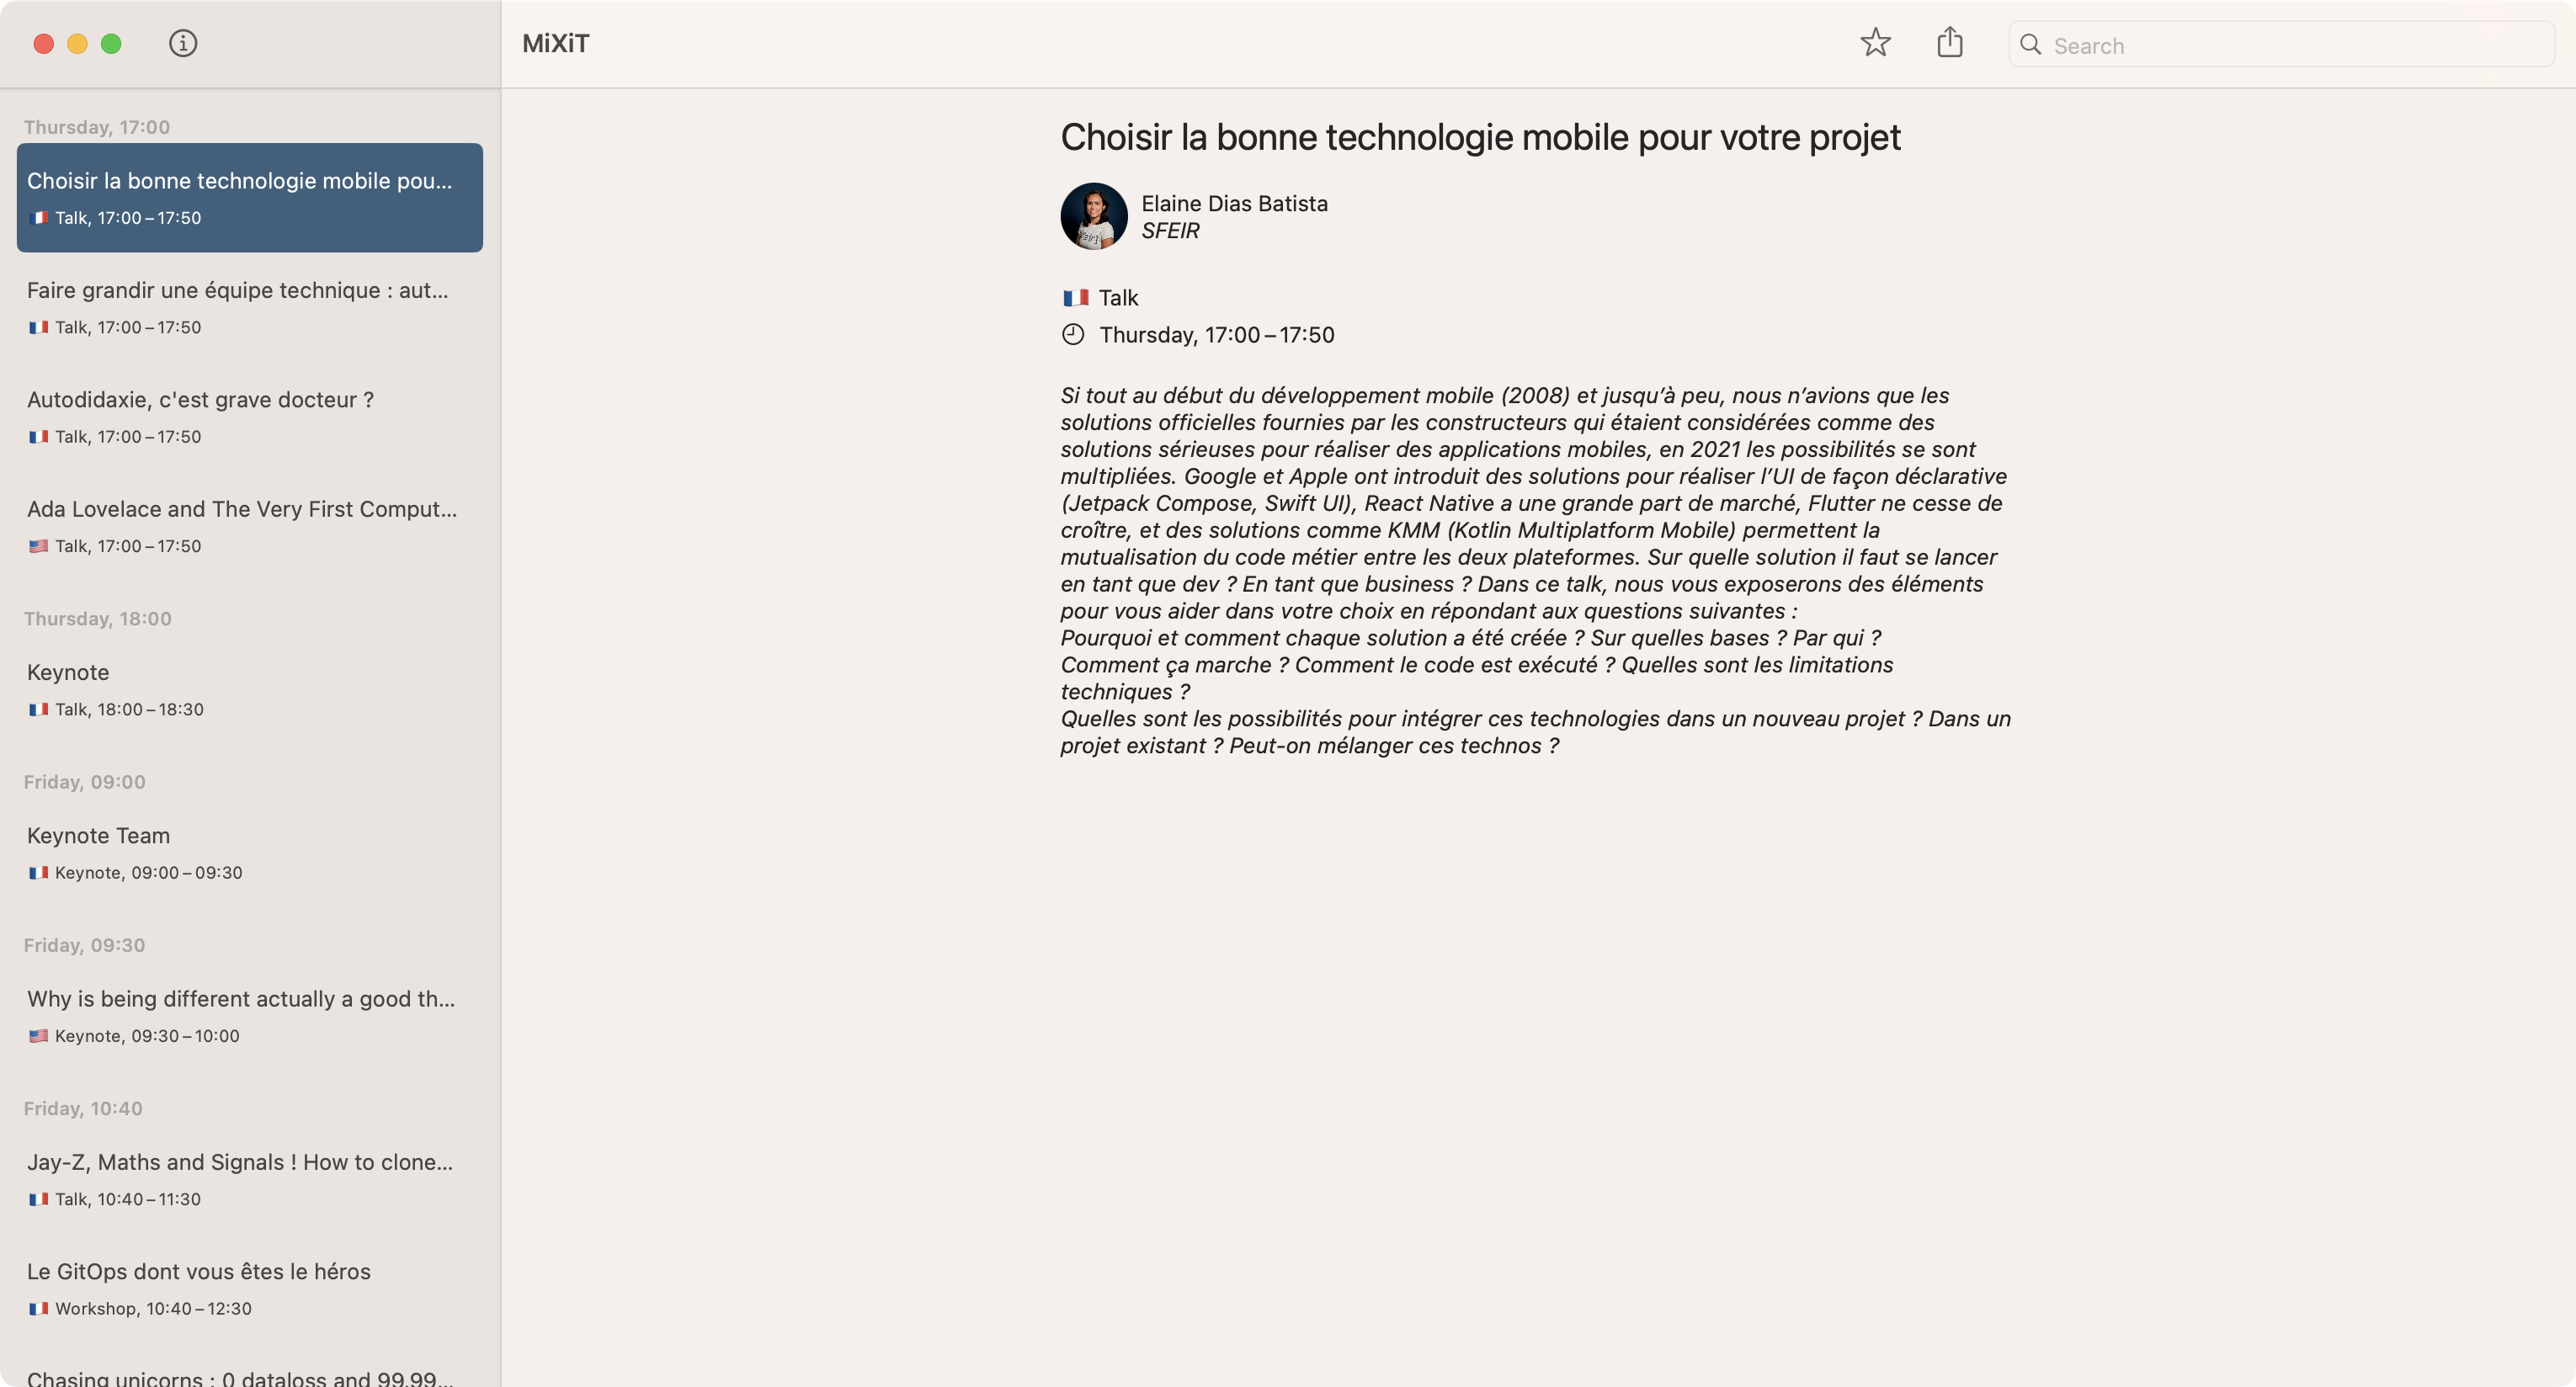 MiXiT
Search
Thursday, 17:00
Choisir la bonne technologie mobile pou...
Talk, 17:00 – 17:50
Faire grandir une équipe technique : aut...
Talk, 17:00 – 17:50
Autodidaxie, c'est grave docteur ?
Talk, 17:00 – 17:50
Ada Lovelace and The Very First Comput...
Talk, 17:00 – 17:50
Thursday, 18:00
Keynote
Talk, 18:00 – 18:30
Friday, 09:00
Keynote Team
Keynote, 09:00 – 09:30
Friday, 09:30
Why is being different actually a good th...
Keynote, 09:30 – 10:00
Friday, 10:40
Jay-Z, Maths and Signals ! How to clone...
Talk, 10:40 – 11:30
Le GitOps dont vous êtes le héros
Workshop, 10:40 – 12:30
Chasing unicorns : 0 dataloss and 99.99...
Choisir la bonne technologie mobile pour votre projet
Elaine Dias Batista
SFEIR
Talk
Thursday, 17:00 – 17:50
Si tout au début du développement mobile (2008) et jusqu’à peu, nous n’avions que les
solutions officielles fournies par les constructeurs qui étaient considérées comme des
solutions sérieuses pour réaliser des applications mobiles, en 2021 les possibilités se sont
multipliées. Google et Apple ont introduit des solutions pour réaliser l’UI de façon déclarative
(Jetpack Compose, Swift UI), React Native a une grande part de marché, Flutter ne cesse de
croître, et des solutions comme KMM (Kotlin Multiplatform Mobile) permettent la
mutualisation du code métier entre les deux plateformes. Sur quelle solution il faut se lancer
en tant que dev ? En tant que business ? Dans ce talk, nous vous exposerons des éléments
pour vous aider dans votre choix en répondant aux questions suivantes :
Pourquoi et comment chaque solution a été créée ? Sur quelles bases ? Par qui ?
Comment ça marche ? Comment le code est exécuté ? Quelles sont les limitations
techniques ?
Quelles sont les possibilités pour intégrer ces technologies dans un nouveau projet ? Dans un
projet existant ? Peut-on mélanger ces technos ?